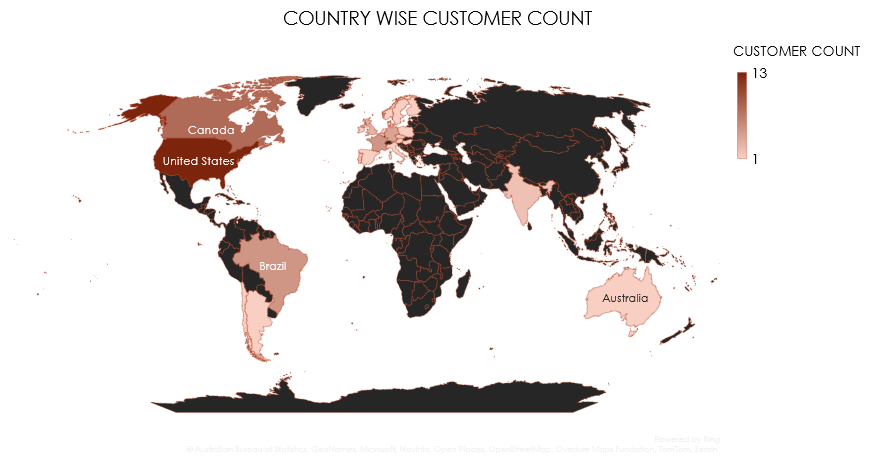 COUNTRY WISE CUSTOMER COUNT
CUSTOMER COUNT
13
1
Canada
United States
Brazil
Australia
Powered by Bing
© Australian Bureau of Statistics, GeoNames, Microsoft, Navinfo, Open Places, OpenStreetMap, Overture Maps Fundation, TomTom, Zenrin